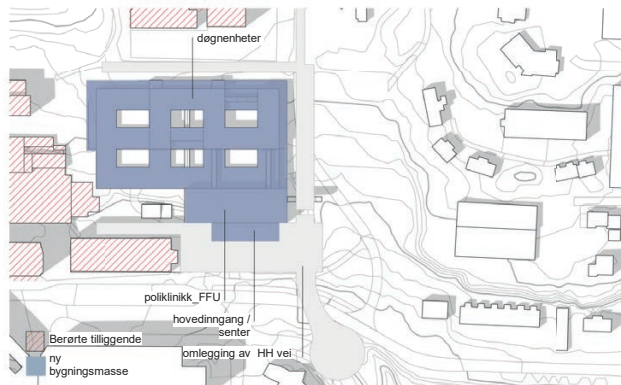 døgnenheter
poliklinikk_FFU
hovedinngang /
senter
omlegging av HH vei
Berørte tilliggende
ny
bygningsmasse